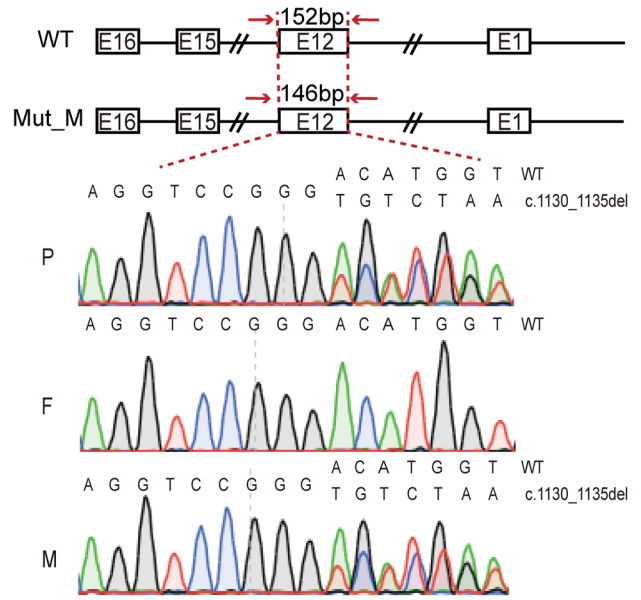 152bp
WT E16 E15 E12 E1
146bp
Mut_M E16 E15 E12 E1
A C A T G G T WT
A G G T C C G G G
T G T C T A A c.1130_1135del
P
A G G T C C G G G A C A T G G T WT
F
A C A T G G T WT
A G G T C C G G G
T G T C T A A c.1130_1135del
M